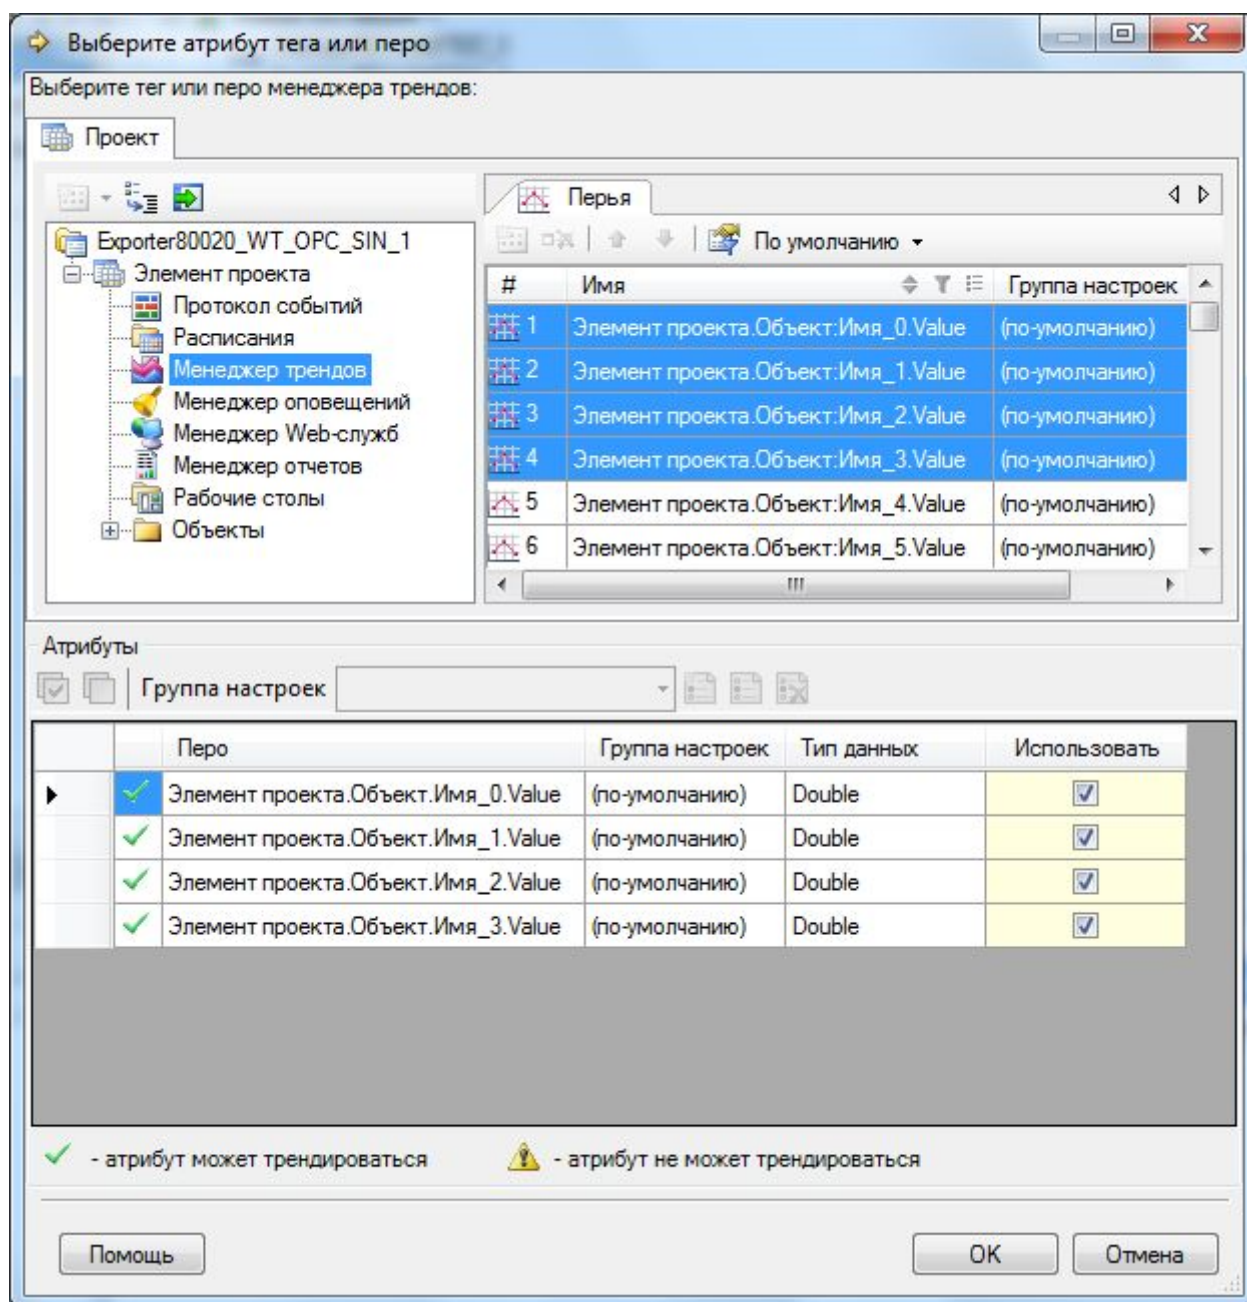 Выберите атрибут тега или перо
Выберите тег или перо менеджера трендов:
Проект
Exporter80020_WT_OPC_SIN_1
Элемент проекта
Протокол событий
Расписания
Менеджер трендов
Менеджер оповещений
Менеджер Web-служб
Менеджер отчетов
Рабочие столы
Объекты
Перья
По умолчанию
# Имя Группа настроек
1 Элемент проекта.Объект:Имя_0.Value (по-умолчанию)
2 Элемент проекта.Объект:Имя_1.Value (по-умолчанию)
3 Элемент проекта.Объект:Имя_2.Value (по-умолчанию)
4 Элемент проекта.Объект:Имя_3.Value (по-умолчанию)
5 Элемент проекта.Объект:Имя_4.Value (по-умолчанию)
6 Элемент проекта.Объект:Имя_5.Value (по-умолчанию)
Атрибуты
Группа настроек
Перо Группа настроек Тип данных Использовать
Элемент проекта.Объект.Имя_0.Value (по-умолчанию) Double
Элемент проекта.Объект.Имя_1.Value (по-умолчанию) Double
Элемент проекта.Объект.Имя_2.Value (по-умолчанию) Double
Элемент проекта.Объект.Имя_3.Value (по-умолчанию) Double
- атрибут может трендироваться - атрибут не может трендироваться
Помощь OK Отмена